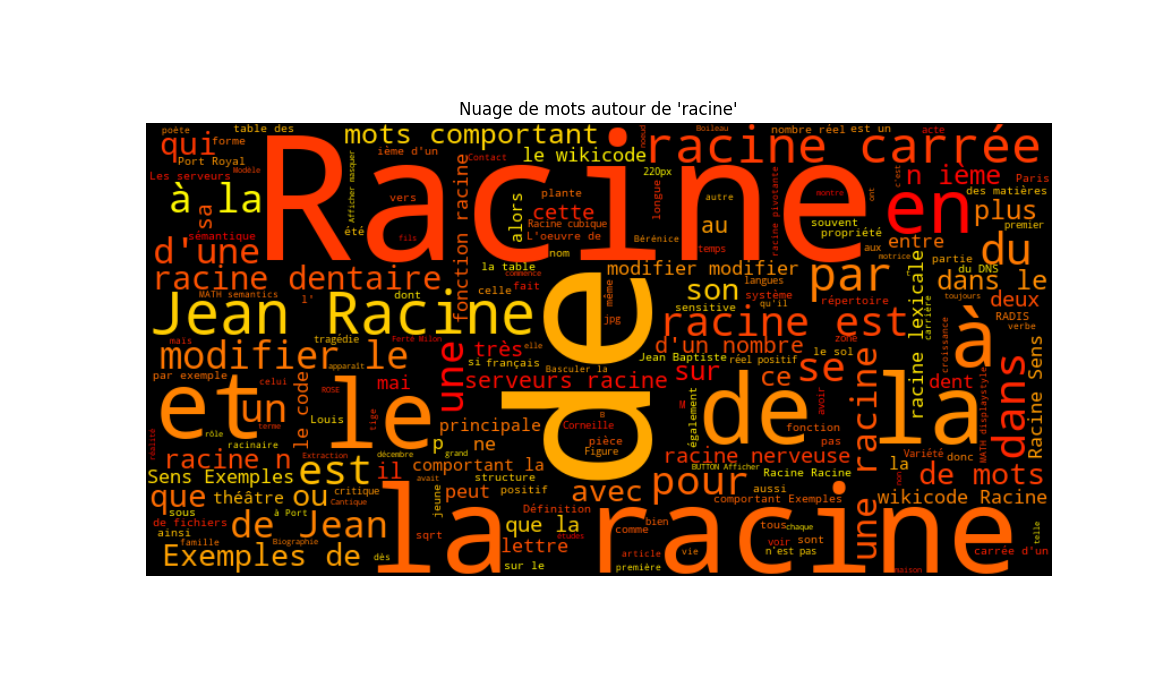 Nuage de mots autour de 'racine'
poète
table des
mots comportant
ième d'un
noeud
Boileau
nombre réel
est un
acte
qui
forme
Port Royal
Les serveurs
Modèle
Afficher masquer
Contact
le wikicode
racine carrée
220px
n ième
Paris
des matières
Racine
à la
sa
sémantique
été
vers
fils
fonction racine
alors
plante
cette
Racine cubique
L'oeuvre de
longue
autre
au
Bérénice
temps
racine pivotante
montre
souvent
propriété
ont
c'est
en
plus
premier
entre
aux
motrice
partie
du
d'une
racine dentaire
MATH semantics
l'
dont
la table
commence
celle
fait
nom
de
même
jpg
modifier modifier
son
sensitive
langues
système
qu'il
par
répertoire
racine lexicale
du DNS
carrière
toujours
dans le
deux
RADIS
verbe
Jean Racine
mais
tragédie
Ferté Milon
très
elle
si
français
racine est
zone
d'un nombre
le sol
Jean Baptiste
réel positif
croissance
à
modifier le
apparaît
par exemple
celui
ROSE
une
mai
Basculer la
serveurs racine
sur
ce
se
dent
dans
Racine Sens
MATH displaystyle
et
un
terme
rôle
racinaire
le code
Louis
le
tige
p
grand
principale
ne
B
Corneille
pièce
Figure
M
également
de la
avoir
fonction
pas
une racine
Variété
donc
la
non
réalité
racine n
Extraction
décembre
est
il
avait
comportant la
structure
racine nerveuse
BUTTON Afficher
Racine Racine
de mots
Sens Exemples
que
théâtre
ou
critique
Cantique
jeune
peut
positif
avec
pour
aussi
comportant Exemples
wikicode Racine
sous
à Port
de fichiers
ainsi
famille
de Jean
Biographie
dès
Exemples de
la racine
sqrt
Définition
que la
études
lettre
sur le
bien
comme
article
vie
première
tous
chaque
voir
sont
n'est pas
maison
telle
carrée d'un